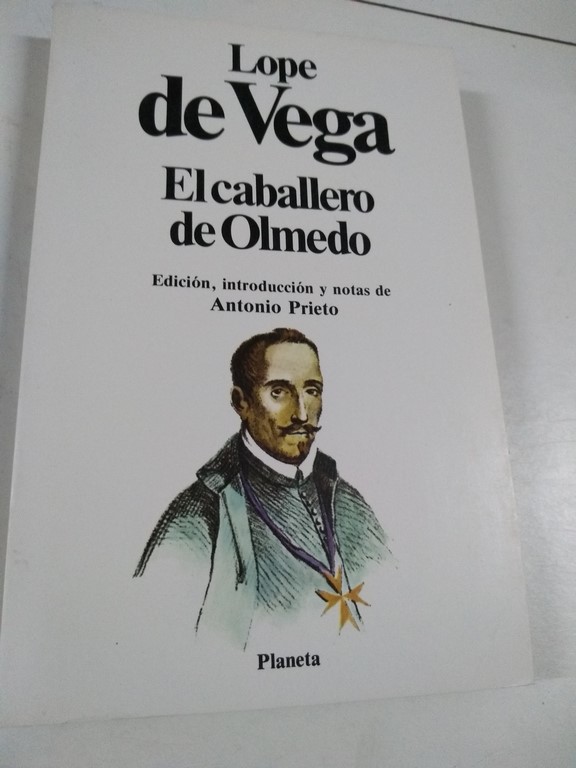 Lope
de Vega
El caballero
de Olmedo
Edición, introducción y notas de
Antonio Prieto
Planeta